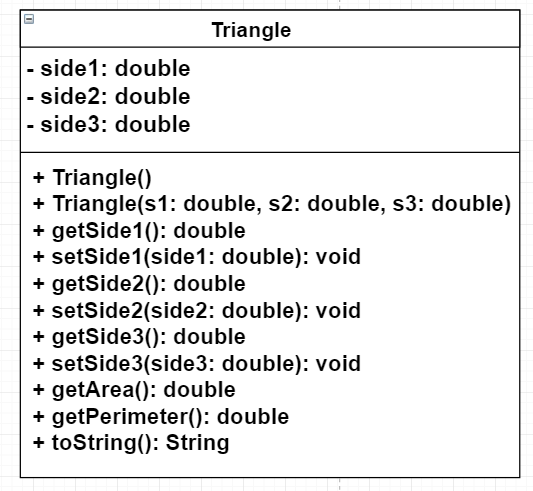 Triangle
- side1: double
- side2: double
- side3: double
+ Triangle()
+ Triangle(s1: double, s2: double, s3: double)
+ getSide1(): double
+ setSide1(side1: double): void
+ getSide2(): double
+ setSide2(side2: double): void
+ getSide3(): double
+ setSide3(side3: double): void
+ getArea(): double
+ getPerimeter(): double
+ toString(): String